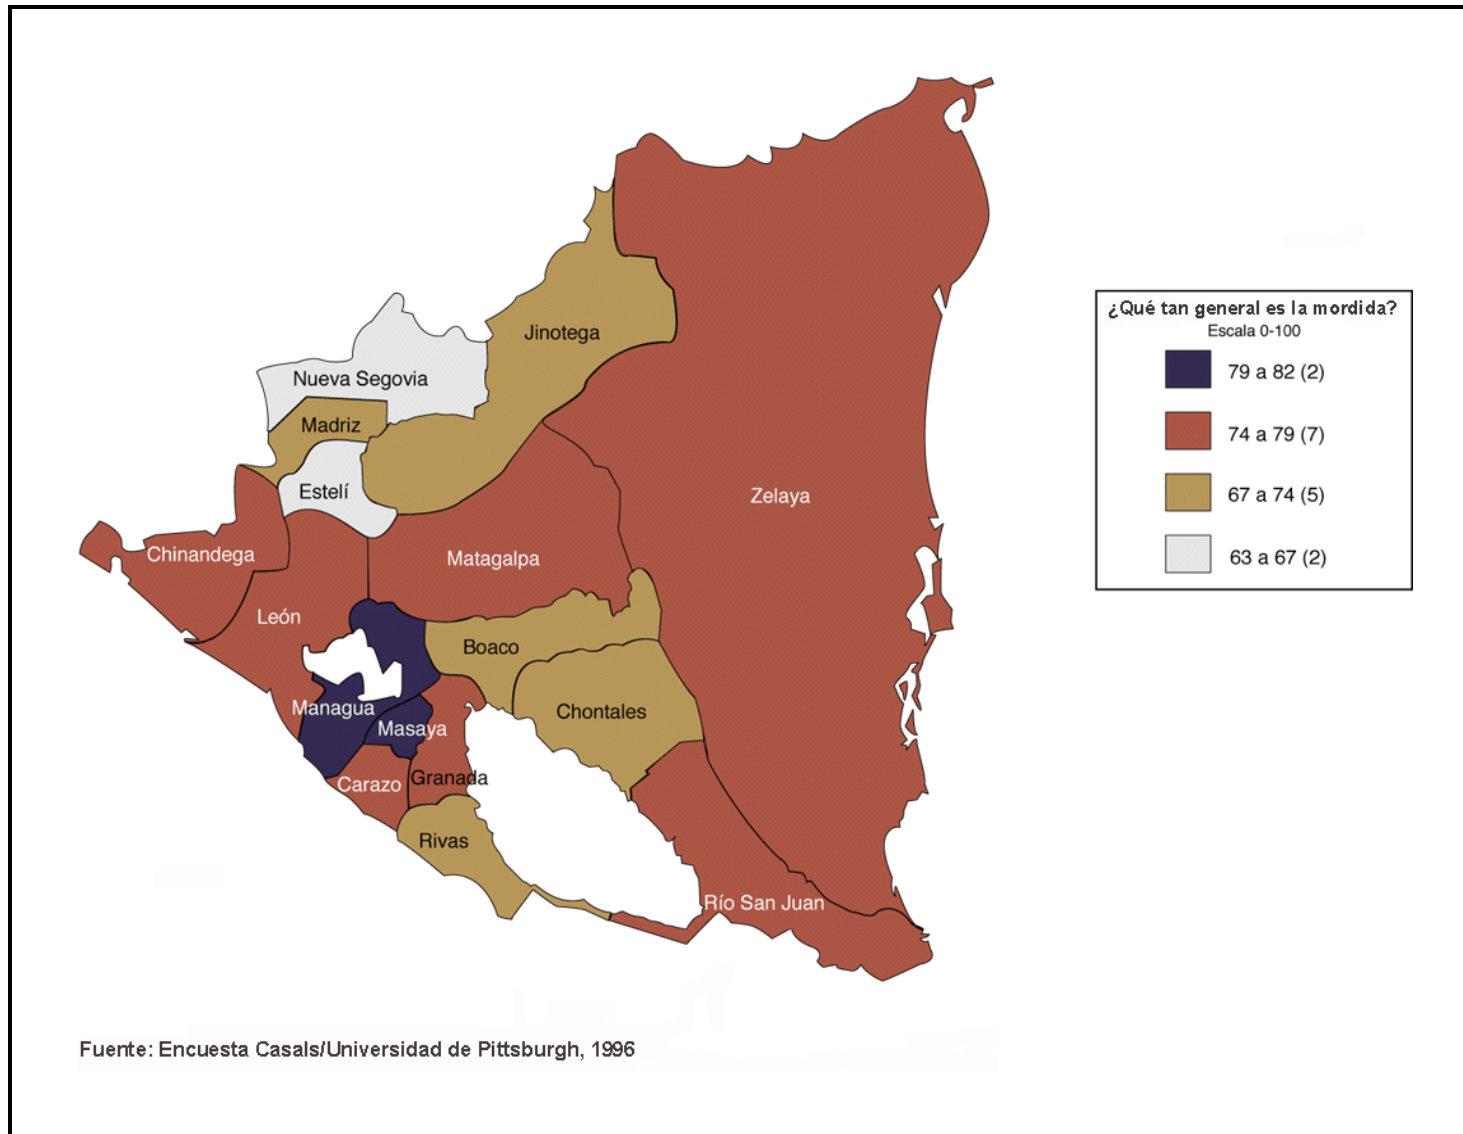 ¿Qué tan general es la mordida?
Escala 0-100
79 a 82 (2)
74 a 79 (7)
67 a 74 (5)
63 a 67 (2)
Jinotega
Nueva Segovia
Madriz
Estelí
Zelaya
Chinandega
Matagalpa
León
Boaco
Managua
Masaya
Chontales
Carazo
Granada
Rivas
Río San Juan
Fuente: Encuesta Casals/Universidad de Pittsburgh, 1996